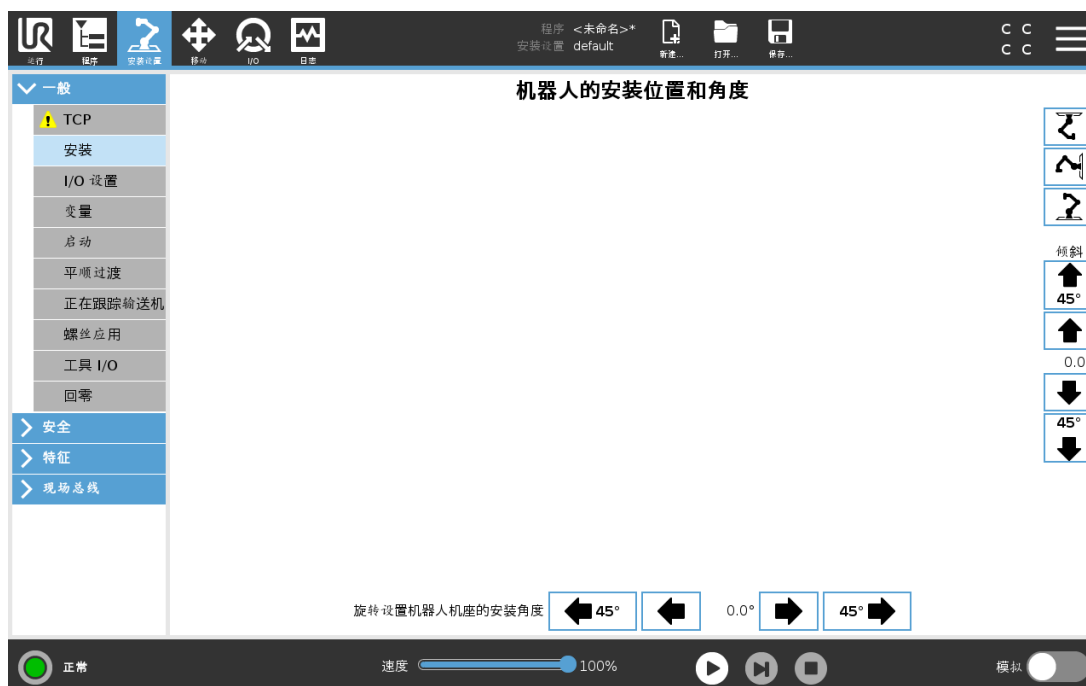 程序 <未命名>*
安装设置 default
C C
C C
运行 程序 安装设置 移动 I/O 日志 新建... 打开... 保存...
一般
机器人的安装位置和角度
TCP
安装
I/O 设置
变量
启动
平顺过渡
正在跟踪输送机
螺丝应用
工具 I/O
回零
安全
特征
现场总线
倾斜
45°
0.0
45°
旋转设置机器人机座的安装角度 45° 0.0° 45°
正常 速度 100% 模拟